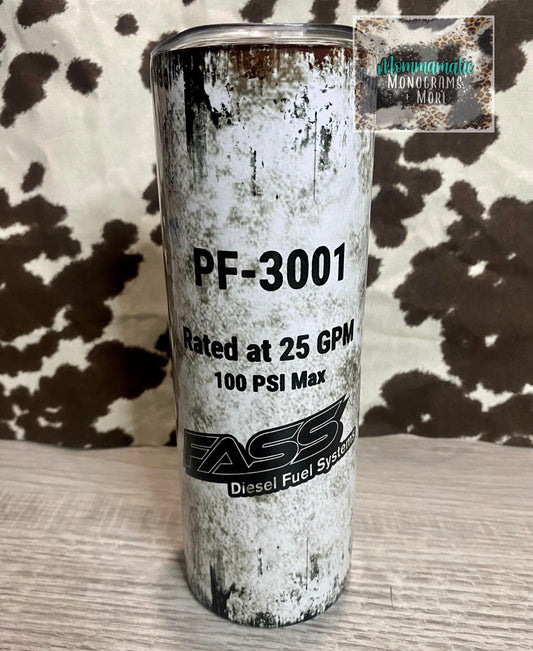 Mommamatic
Monograms
More
PF-3001
Rated at 25 GPM
100 PSI Max
FASS
Diesel Fuel Systems